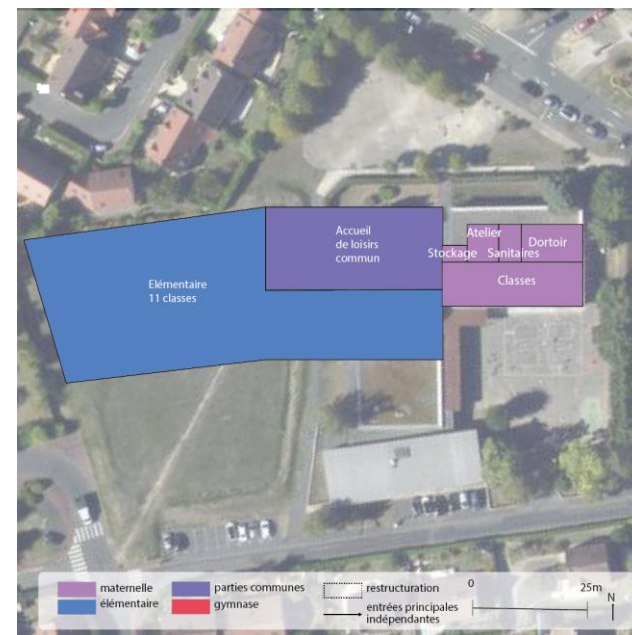 Accueil
de loisirs
commun
Atelier
Dortoir
Stockage
Sanitaires
Elémentaire
11 classes
Classes
maternelle
parties communes
restructuration
0
25m
élémentaire
gymnase
entrées principales
indépendantes
N